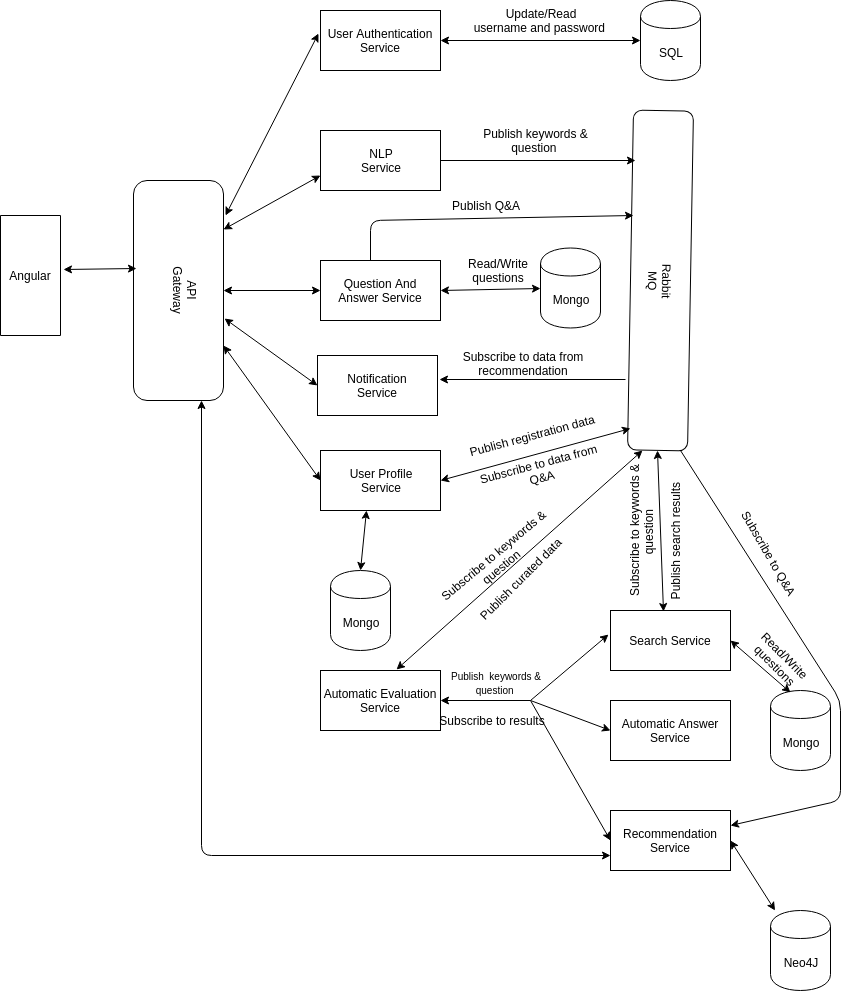 Update/Read
username and password
User Authentication
Service
SQL
Publish keywords &
question
NLP
Service
Publish Q&A
Angular
API
Gateway
Rabbit
MQ
Read/Write
questions
Question And
Answer Service
Mongo
Subscribe to data from
recommendation
Notification
Service
Publish registration data
Subscribe to data from
Q&A
User Profile
Service
Subscribe to keywords &
question
Publish search results
Subscribe to Q&A
Subscribe to keywords &
question
Publish curated data
Mongo
Search Service
Read/Write
questions
Automatic Evaluation
Service
Publish  keywords &
question
Subscribe to results
Automatic Answer
Service
Mongo
Recommendation
Service
Neo4J